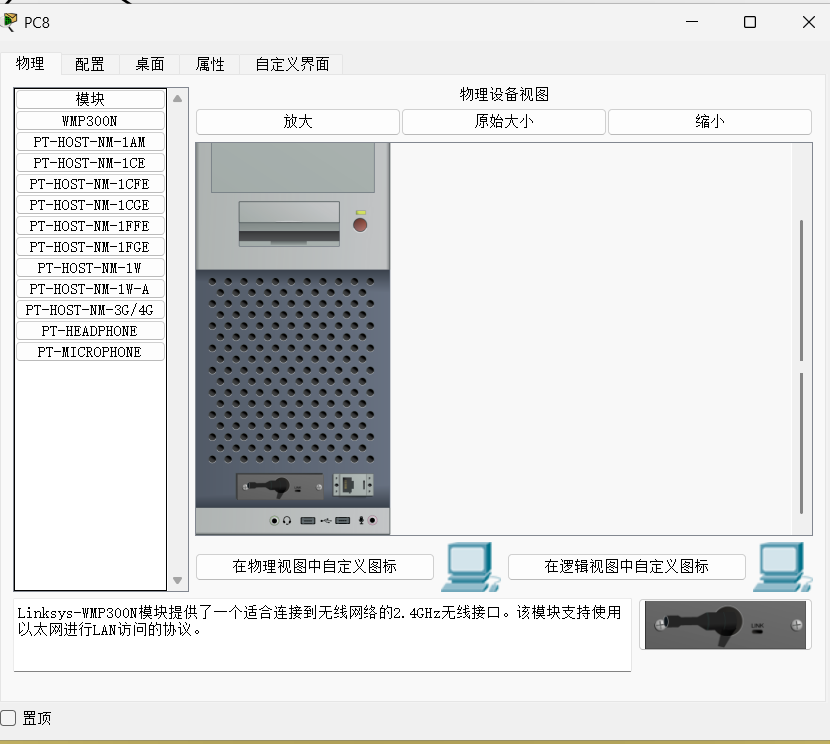 PC8
物理 配置 桌面 属性 自定义界面
模块
WMP300N
PT-HOST-NM-1AM
PT-HOST-NM-1CE
PT-HOST-NM-1CFE
PT-HOST-NM-1CGE
PT-HOST-NM-1FFE
PT-HOST-NM-1FGE
PT-HOST-NM-1W
PT-HOST-NM-1W-A
PT-HOST-NM-3G/4G
PT-HEADPHONE
PT-MICROPHONE
物理设备视图
放大 原始大小 缩小
在物理视图中自定义图标 在逻辑视图中自定义图标
Linksys-WMP300N模块提供了一个适合连接到无线网络的2.4GHz无线接口。该模块支持使用
以太网进行LAN访问的协议。
LINK
置顶